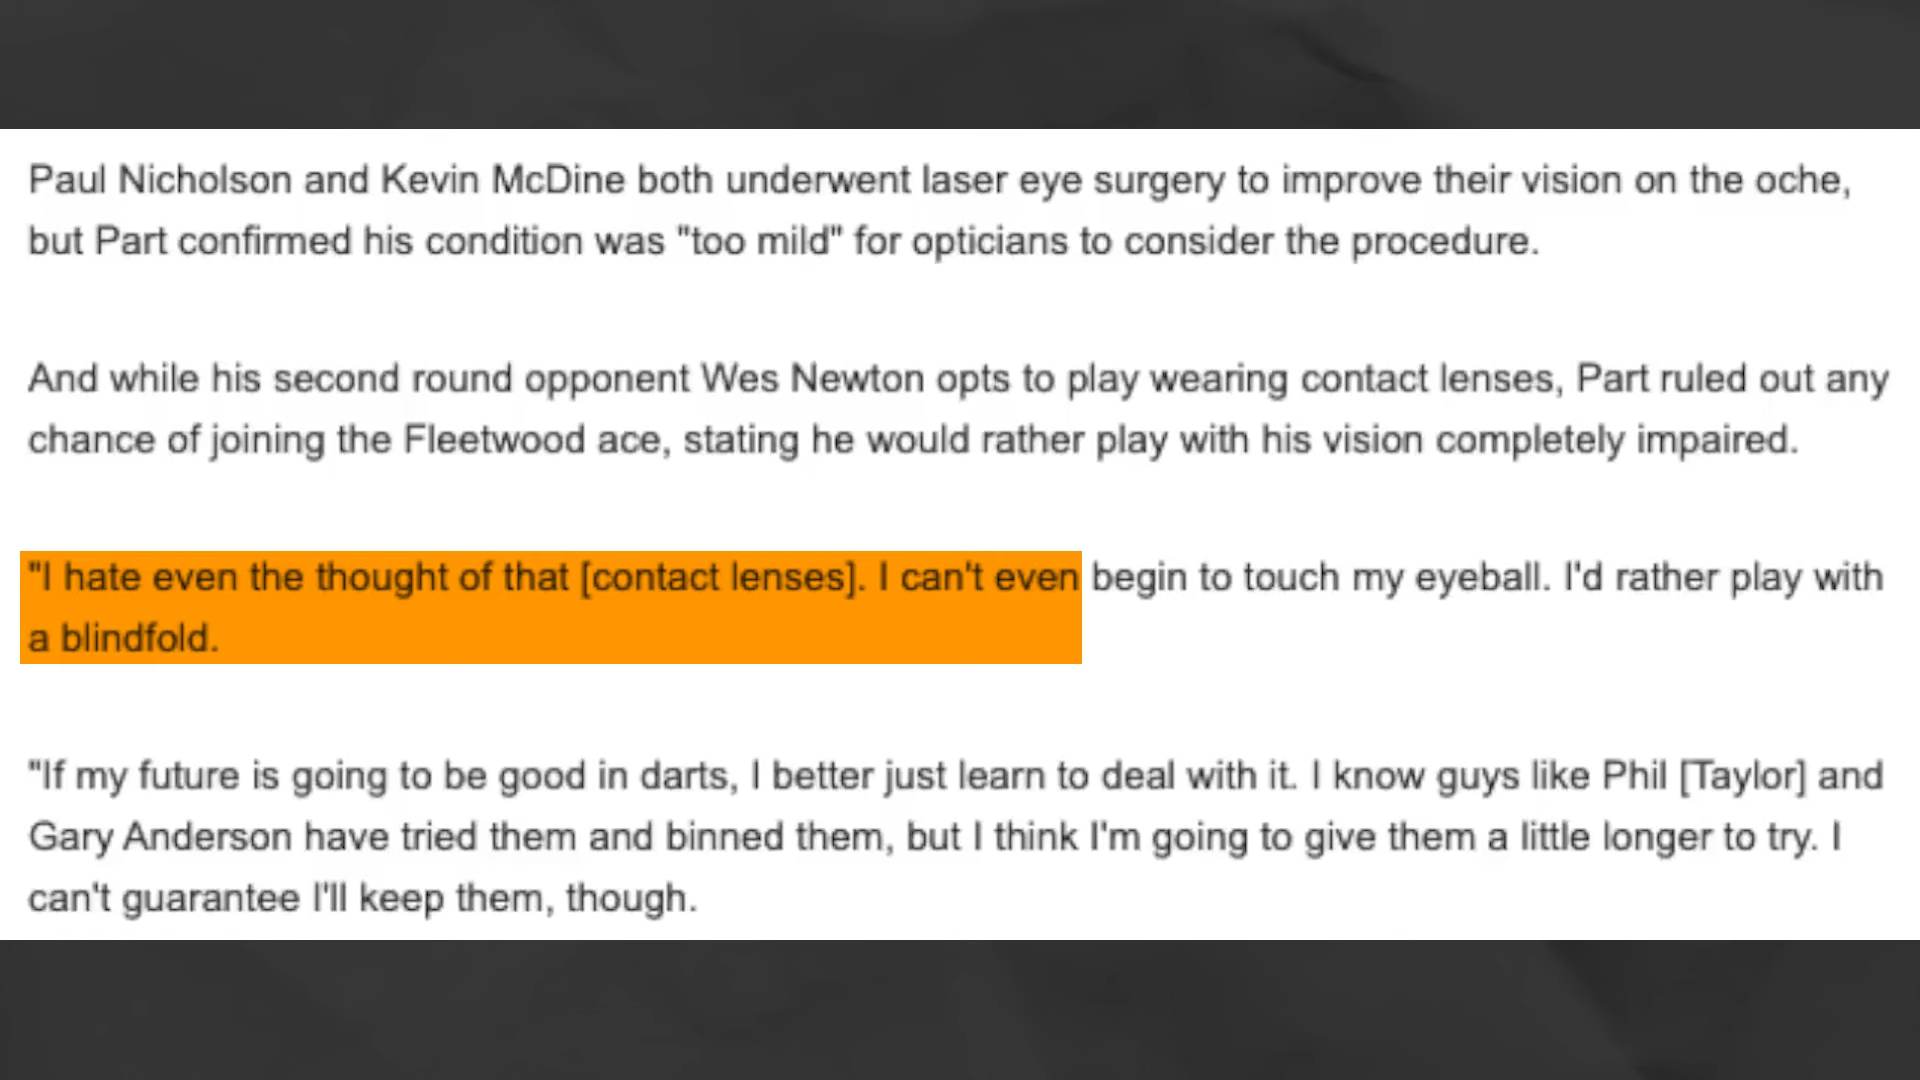 Paul Nicholson and Kevin McDine both underwent laser eye surgery to improve their vision on the oche,
but Part confirmed his condition was "too mild" for opticians to consider the procedure.
And while his second round opponent Wes Newton opts to play wearing contact lenses, Part ruled out any
chance of joining the Fleetwood ace, stating he would rather play with his vision completely impaired.
"I hate even the thought of that [contact lenses]. I can't even begin to touch my eyeball. I'd rather play with
a blindfold.
"If my future is going to be good in darts, I better just learn to deal with it. I know guys like Phil [Taylor] and
Gary Anderson have tried them and binned them, but I think I'm going to give them a little longer to try. I
can't guarantee I'll keep them, though.